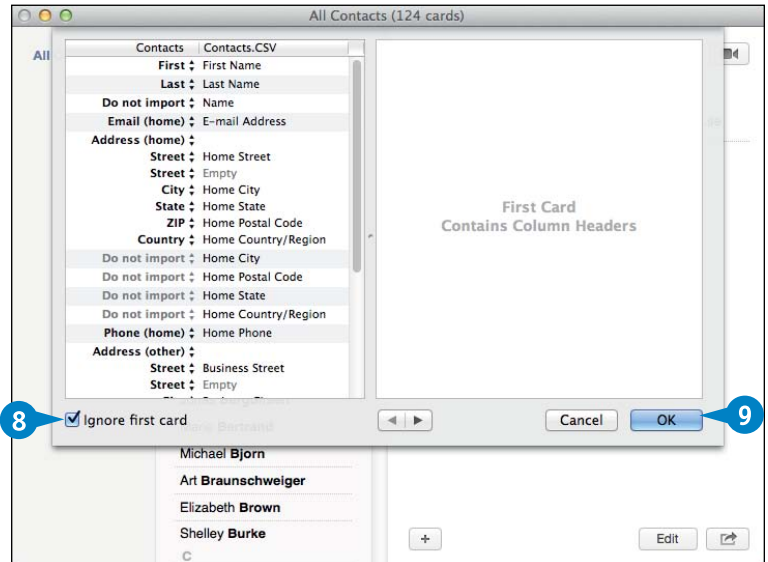 All Contacts (124 cards)
All
Contacts Contacts.CSV
First First Name
Last Last Name
Do not import Name
Email (home) E-mail Address
Address (home)
Street Home Street
Street Empty
City Home City
State Home State
ZIP Home Postal Code
Country Home Country/Region
Do not import Home City
Do not import Home Postal Code
Do not import Home State
Do not import Home Country/Region
Phone (home) Home Phone
Address (other)
Street Business Street
Street Empty
First Card
Contains Column Headers
8 Ignore first card
Cancel OK 9
Bertrand
Michael Bjorn
Art Braunschweiger
Elizabeth Brown
Shelley Burke
C
+ Edit